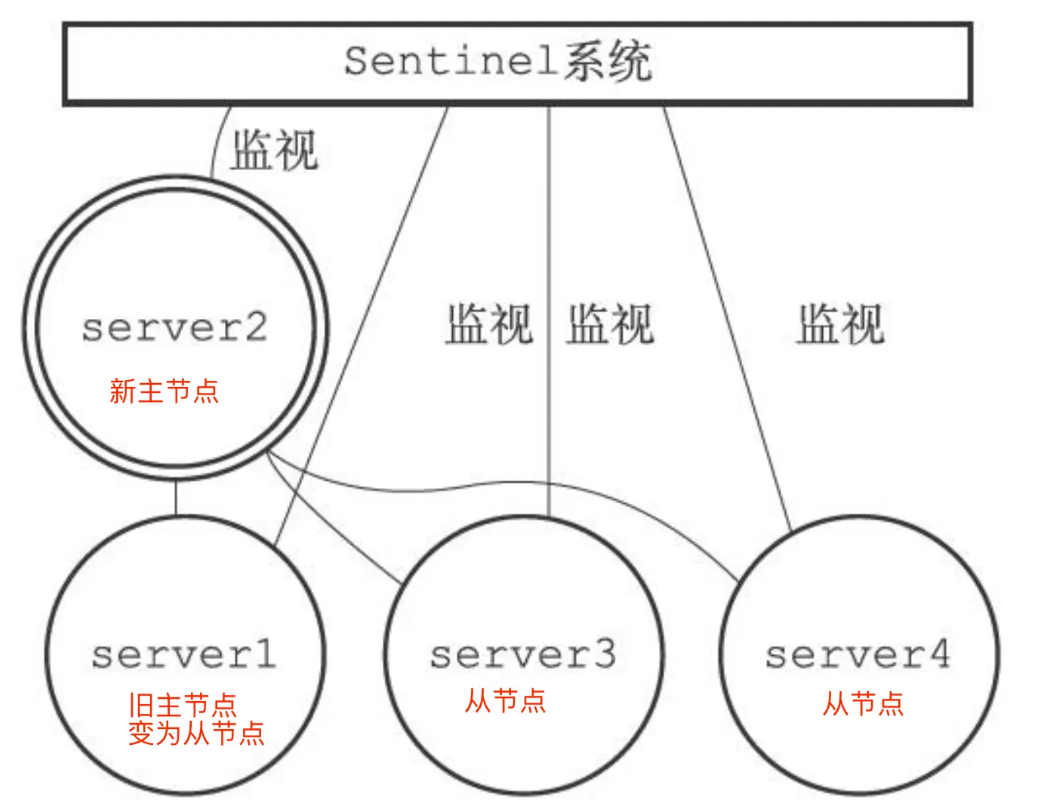 Sentinel系统
监视
server2
新主节点
监视
监视
监视
server1
旧主节点
变为从节点
server3
从节点
server4
从节点